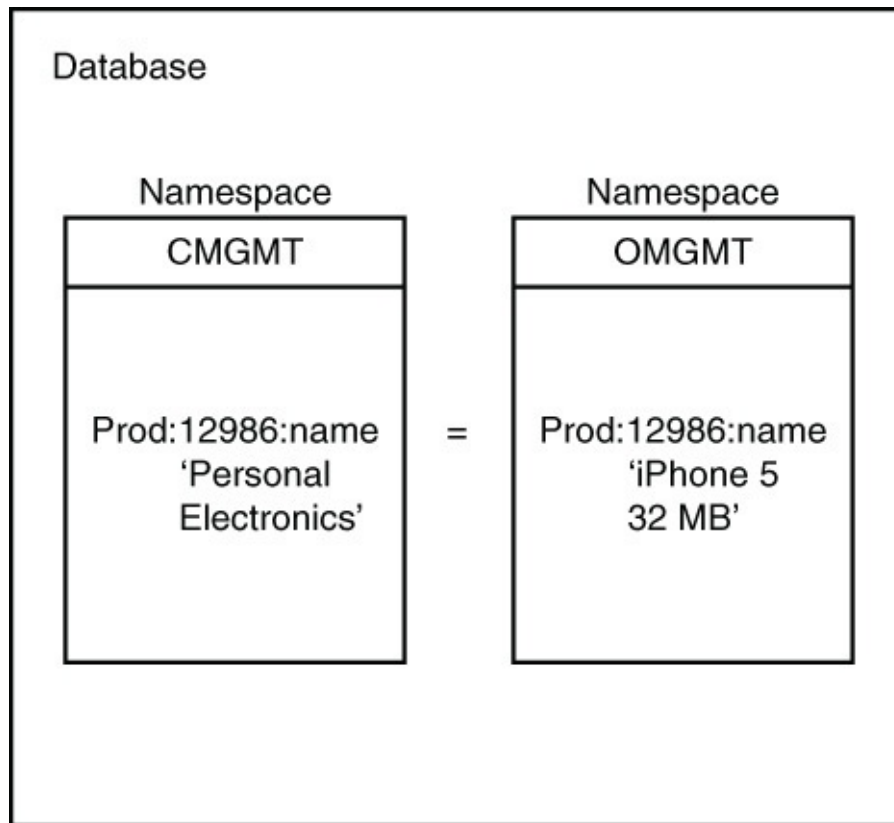 Database
Namespace
CMGMT
Prod:12986:name
‘Personal
Electronics’
=
Namespace
OMGMT
Prod:12986:name
‘iPhone 5
32 MB’